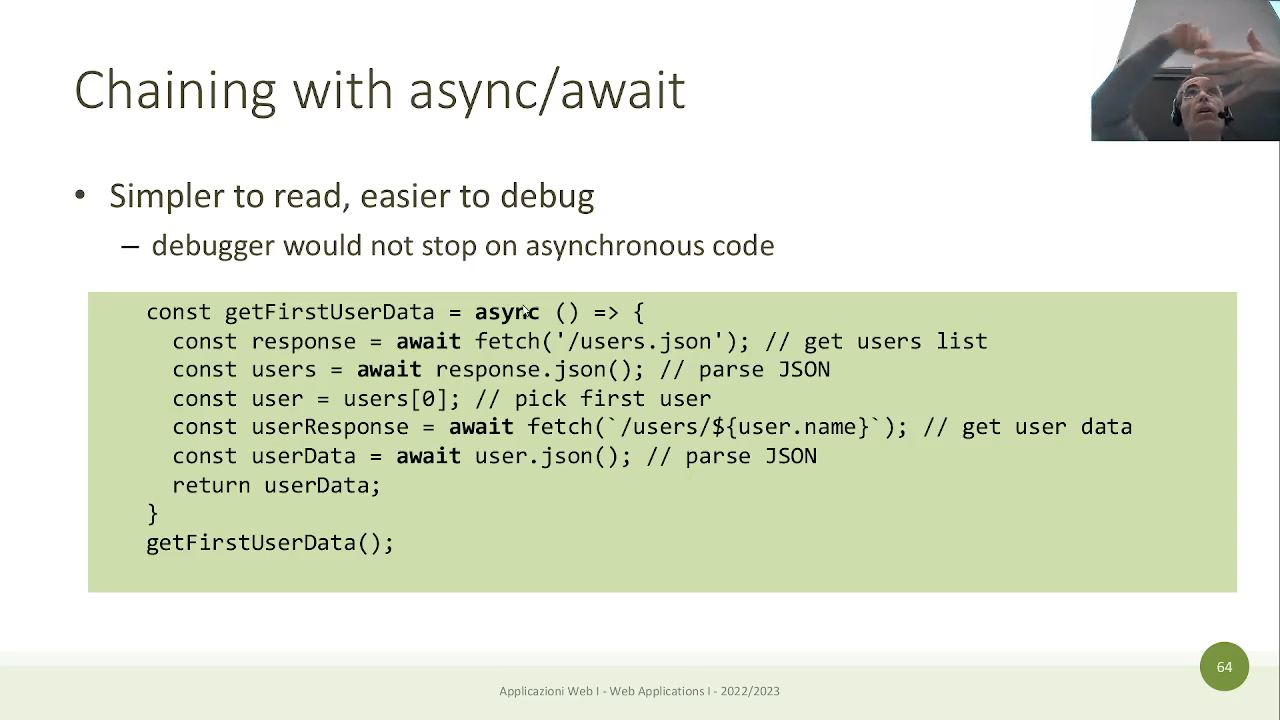 Chaining with async/await
• Simpler to read, easier to debug
– debugger would not stop on asynchronous code
const getFirstUserData = async () => {
const response = await fetch('/users.json'); // get users list
const users = await response.json(); // parse JSON
const user = users[0]; // pick first user
const userResponse = await fetch(`/users/${user.name}`); // get user data
const userData = await user.json(); // parse JSON
return userData;
}
getFirstUserData();
64
Applicazioni Web I - Web Applications I - 2022/2023